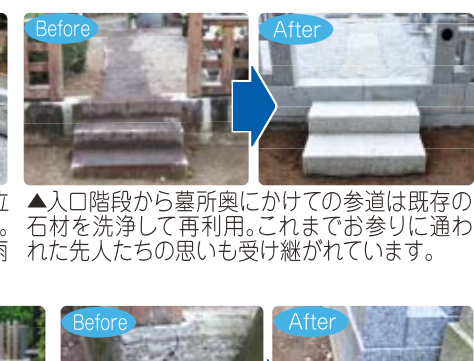 Before
After
立
▲入口階段から墓所奥にかけての参道は既存の
。
石材を洗浄して再利用。これまでお参りに通わ
雨
れた先人たちの思いも受け継がれています。
Before
After